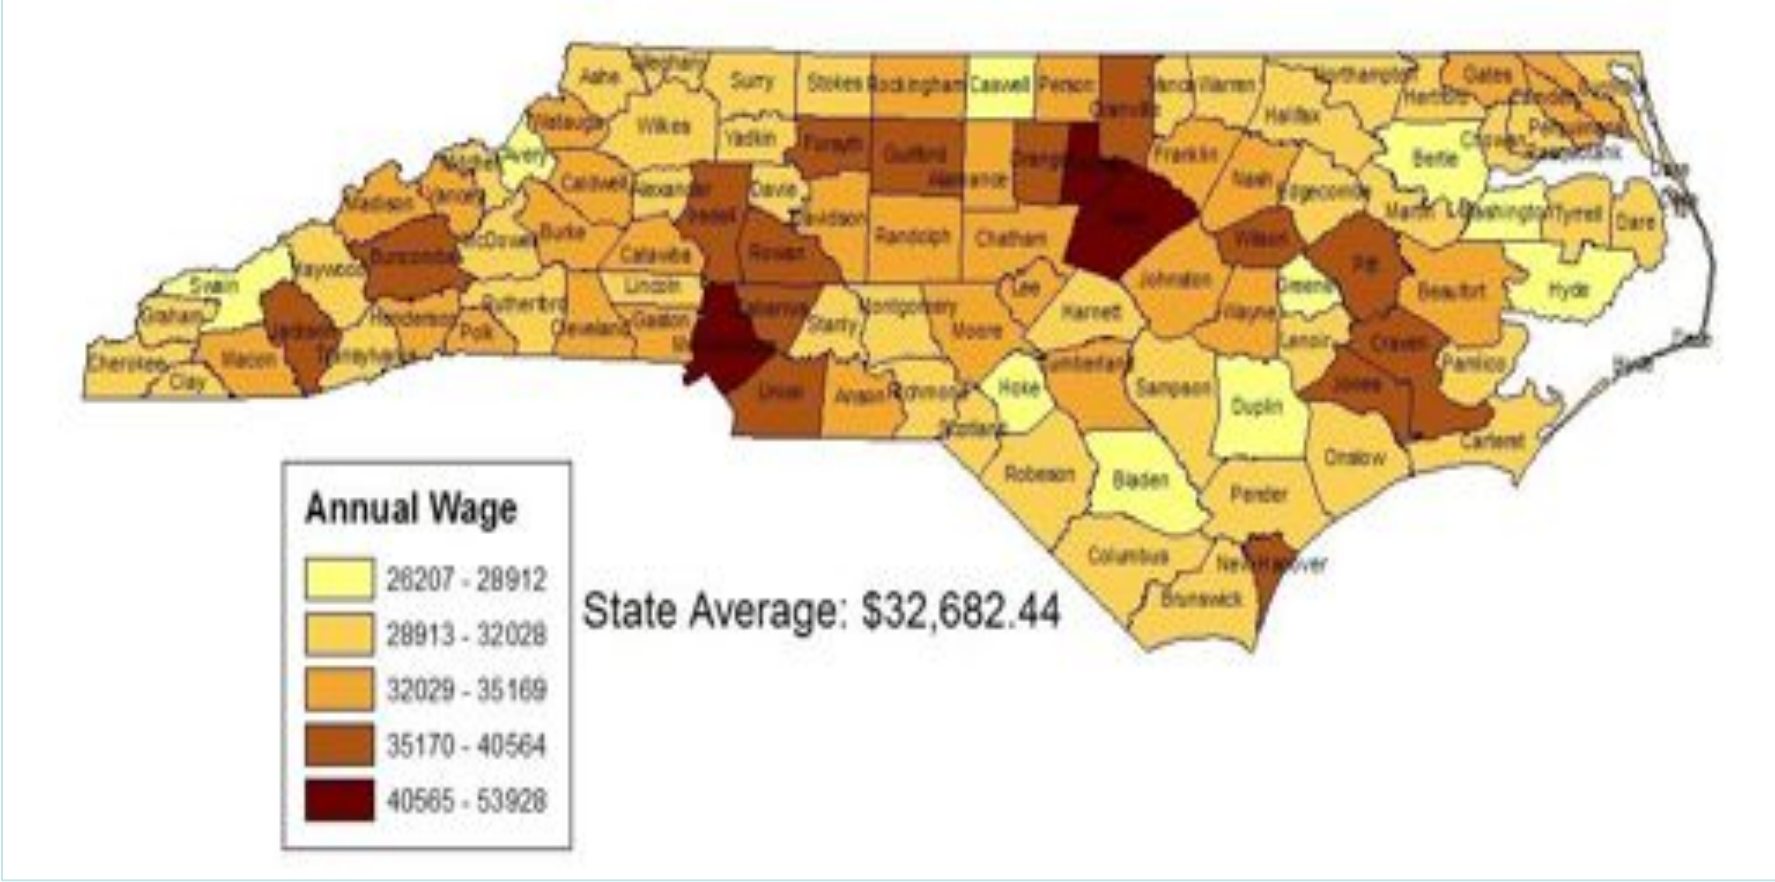 Ashe
Surry
Stokes
Rockingham
Caswell
Person
Granville
Warren
Northampton
Gates
Hertford
Halifax
Watauga
Wilkes
Yadkin
Forsyth
Guilford
Orange
Franklin
Bertie
Chowan
Mitchell
Avery
Caldwell
Alexander
Davie
Nash
Edgecombe
Madison
Yancey
Iredell
Davidson
Martin
Washington
Tyrrell
Dare
McDowell
Burke
Catawba
Rowan
Randolph
Chatham
Wilson
Pitt
Swain
Haywood
Buncombe
Lincoln
Lee
Johnston
Greene
Beaufort
Hyde
Graham
Jackson
Henderson
Polk
Rutherford
Cleveland
Gaston
Cabarrus
Stanly
Montgomery
Moore
Harnett
Wayne
Lenoir
Craven
Pamlico
Cherokee
Clay
Macon
Transylvania
Union
Anson
Richmond
Hoke
Cumberland
Sampson
Duplin
Jones
Scotland
Robeson
Bladen
Pender
Onslow
Carteret
Columbus
New Hanover
Brunswick
Annual Wage
26207 - 28912
28913 - 32028
32029 - 35169
35170 - 40564
40565 - 53928
State Average: $32,682.44